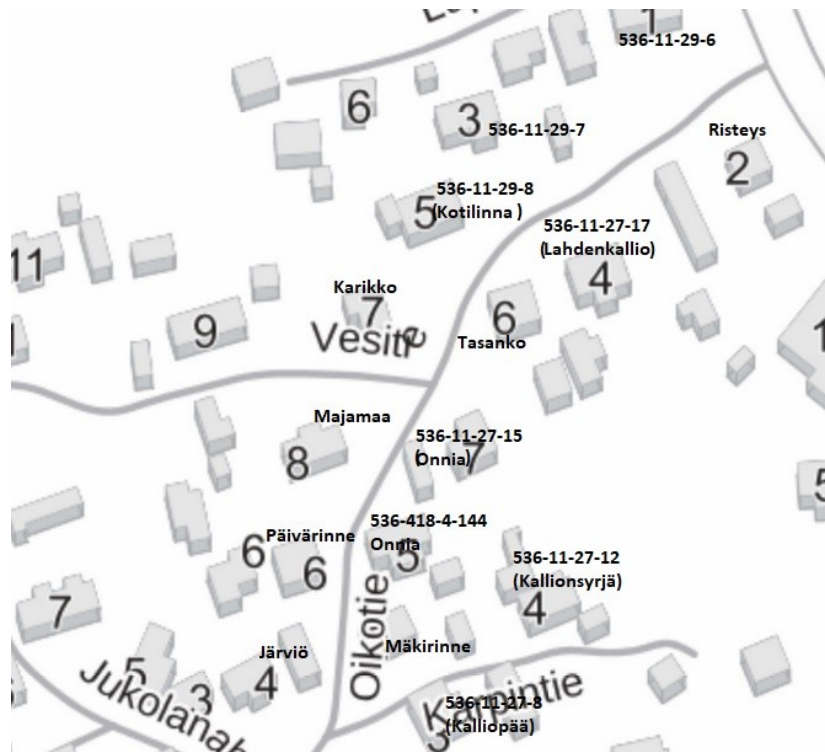 1
536-11-29-6
6
3
536-11-29-7
Risteys
2
536-11-29-8
5
(Kotilinna )
536-11-27-17
(Lahdenkallio)
4
11
Karikko
7
6
9
Vesitie
Tasanko
1
Majamaa
8
536-11-27-15
(Onnia)
7
5
536-418-4-144
Onnia
5
Päivärinne
6
6
536-11-27-12
(Kallionsyrjä)
4
7
Oikotie
Mäkirinne
Järviö
4
5
3
Karpintie
536-11-27-8
(Kalliopää)
3